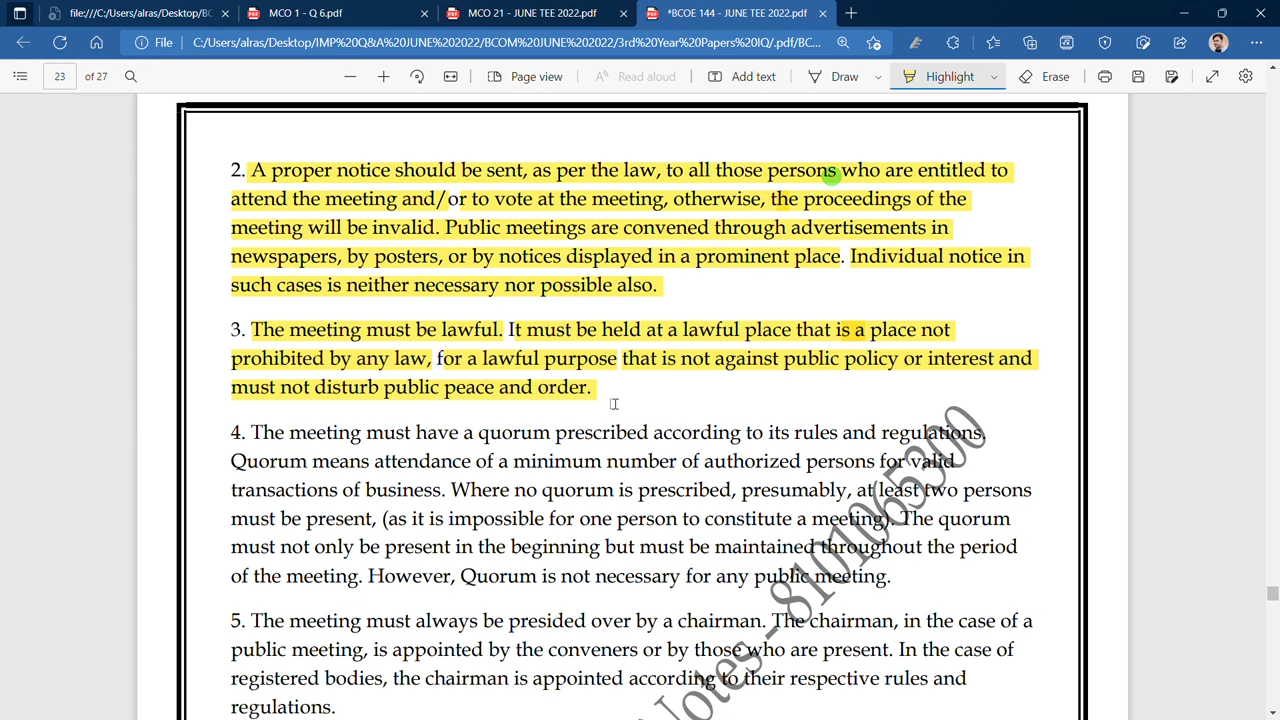 file:///C:/Users/alras/Desktop/BC
MCO 1 - Q 6.pdf
MCO 21 - JUNE TEE 2022.pdf
*BCOE 144 - JUNE TEE 2022.pdf
File
C:/Users/alras/Desktop/IMP%20Q&A%20JUNE%202022/BCOM%20JUNE%202022/3rd%20Year%20Papers%20IQ/.pdf/BC...
23 of 27
Page view
Read aloud
Add text
Draw
Highlight
Erase
2. A proper notice should be sent, as per the law, to all those persons who are entitled to
attend the meeting and/or to vote at the meeting, otherwise, the proceedings of the
meeting will be invalid. Public meetings are convened through advertisements in
newspapers, by posters, or by notices displayed in a prominent place. Individual notice in
such cases is neither necessary nor possible also.
3. The meeting must be lawful. It must be held at a lawful place that is a place not
prohibited by any law, for a lawful purpose that is not against public policy or interest and
must not disturb public peace and order.
4. The meeting must have a quorum prescribed according to its rules and regulations.
Quorum means attendance of a minimum number of authorized persons for valid
transactions of business. Where no quorum is prescribed, presumably, at least two persons
must be present, (as it is impossible for one person to constitute a meeting). The quorum
must not only be present in the beginning but must be maintained throughout the period
of the meeting. However, Quorum is not necessary for any public meeting.
5. The meeting must always be presided over by a chairman. The chairman, in the case of a
public meeting, is appointed by the conveners or by those who are present. In the case of
registered bodies, the chairman is appointed according to their respective rules and
regulations.
Notes - 8101065300